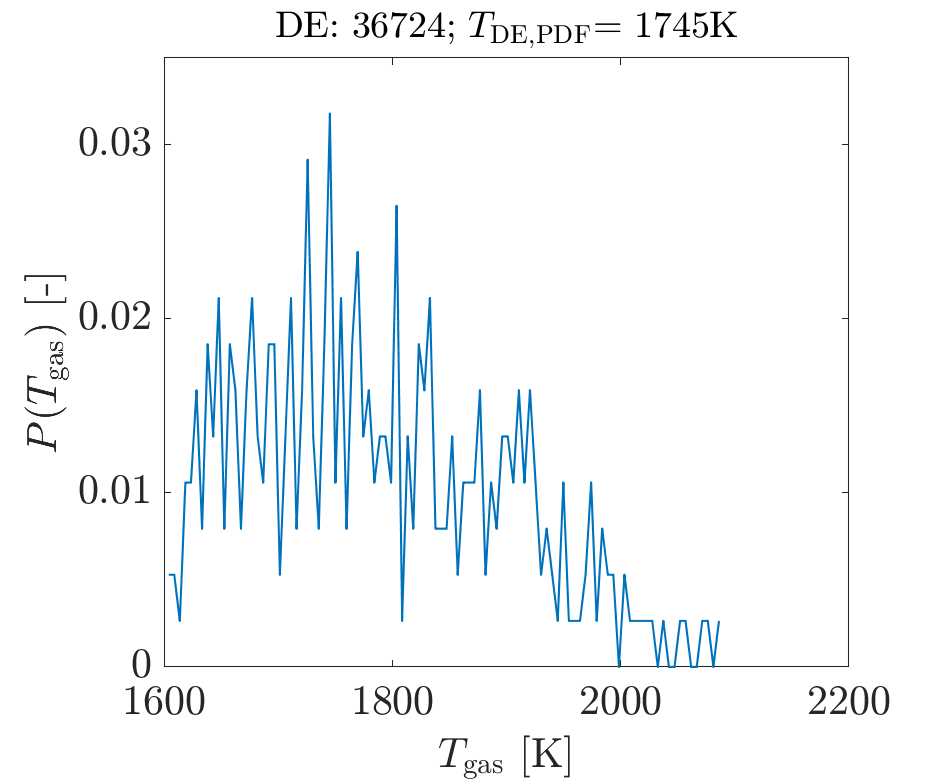 DE: 36724; T_DE,PDF= 1745K
P(T_gas) [-]
0.03
0.02
0.01
0
1600 1800 2000 2200
T_gas [K]